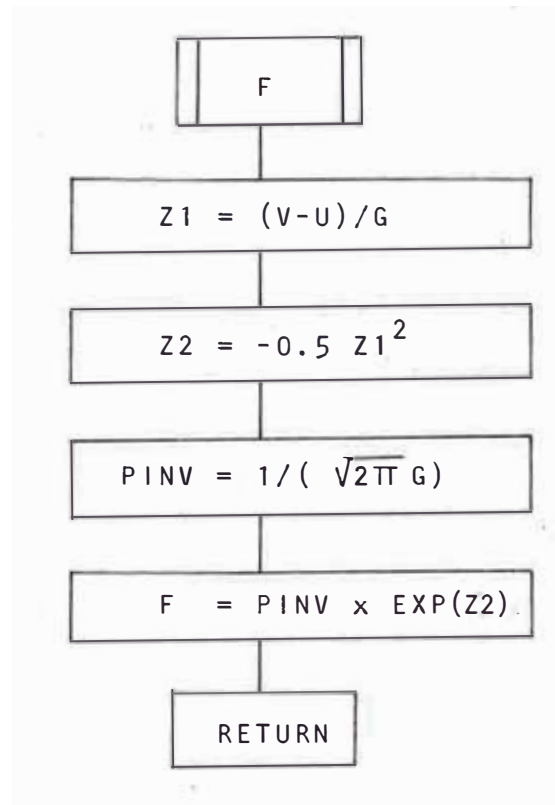 F
Z1 = (V-U)/G
Z2 = -0.5 Z1²
PINV = 1/( √2π G)
F = PINV x EXP(Z2)
RETURN